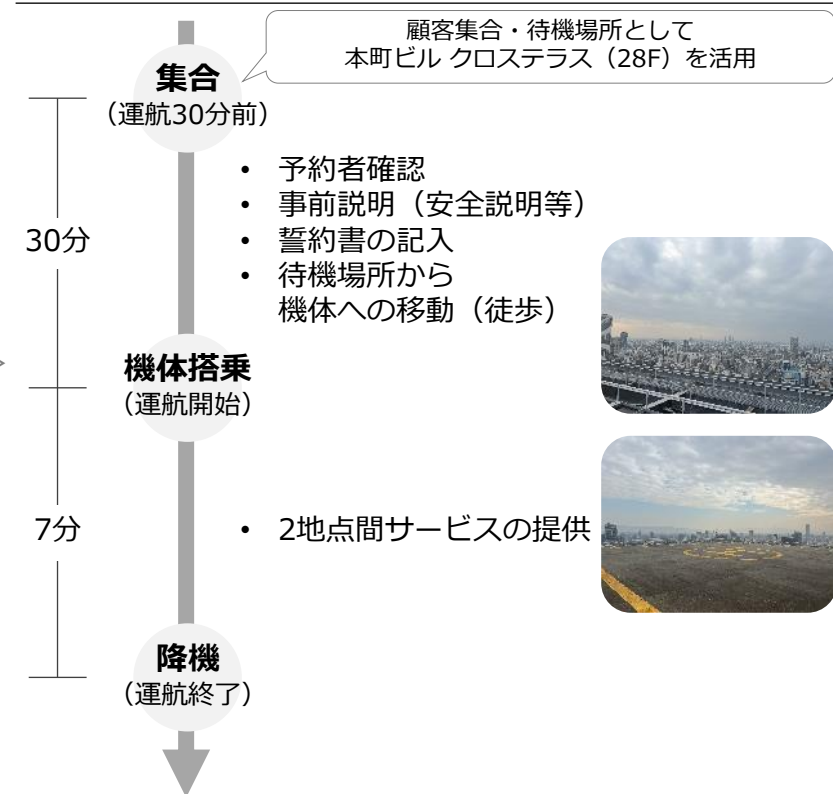 顧客集合・待機場所として
本町ビル クロステラス（28F）を活用
集合
（運航30分前）
• 予約者確認
• 事前説明（安全説明等）
• 誓約書の記入
• 待機場所から
機体への移動（徒歩）
30分
機体搭乗
（運航開始）
7分
• 2地点間サービスの提供
降機
（運航終了）